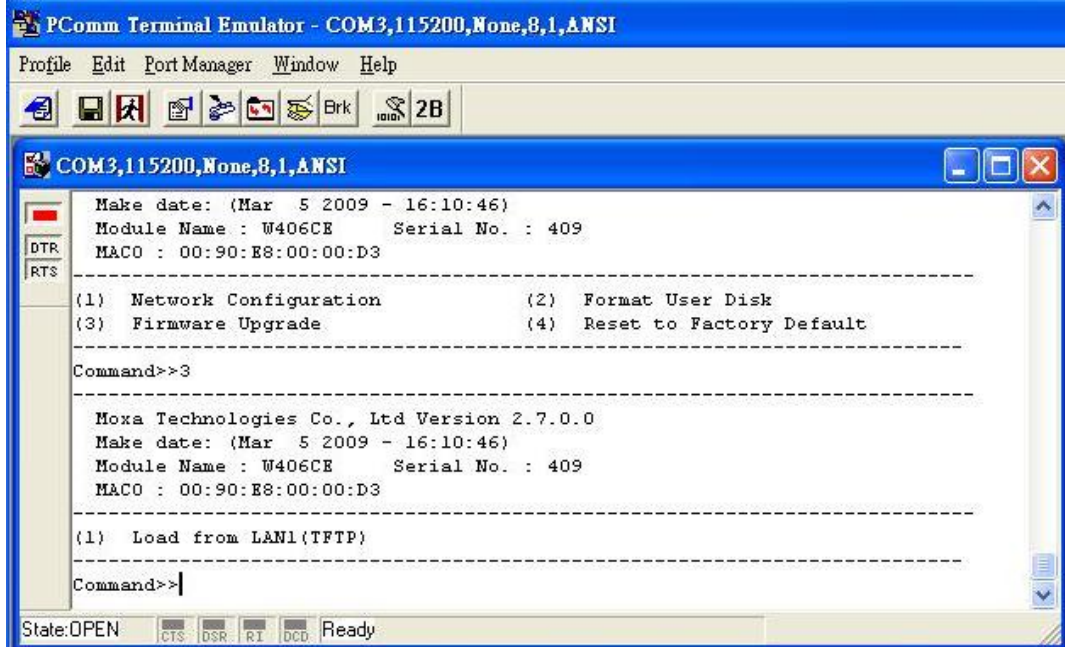 PComm Terminal Emulator - COM3,115200,None,8,1,ANSI
Profile Edit Port Manager Window Help
Brk 2B
COM3,115200,None,8,1,ANSI
DTR
RTS
Make date: (Mar 5 2009 - 16:10:46)
Module Name : W406CE Serial No. : 409
MAC0 : 00:90:E8:00:00:D3
--------------------------------------------------------------------------
(1) Network Configuration (2) Format User Disk
(3) Firmware Upgrade (4) Reset to Factory Default
-------------------------------------------------------------------------
Command>>3
--------------------------------------------------------------------------
Moxa Technologies Co., Ltd Version 2.7.0.0
Make date: (Mar 5 2009 - 16:10:46)
Module Name : W406CE Serial No. : 409
MAC0 : 00:90:E8:00:00:D3
--------------------------------------------------------------------------
(1) Load from LAN1(TFTP)
-------------------------------------------------------------------------
Command>>
State:OPEN CTS DSR RI DCD Ready